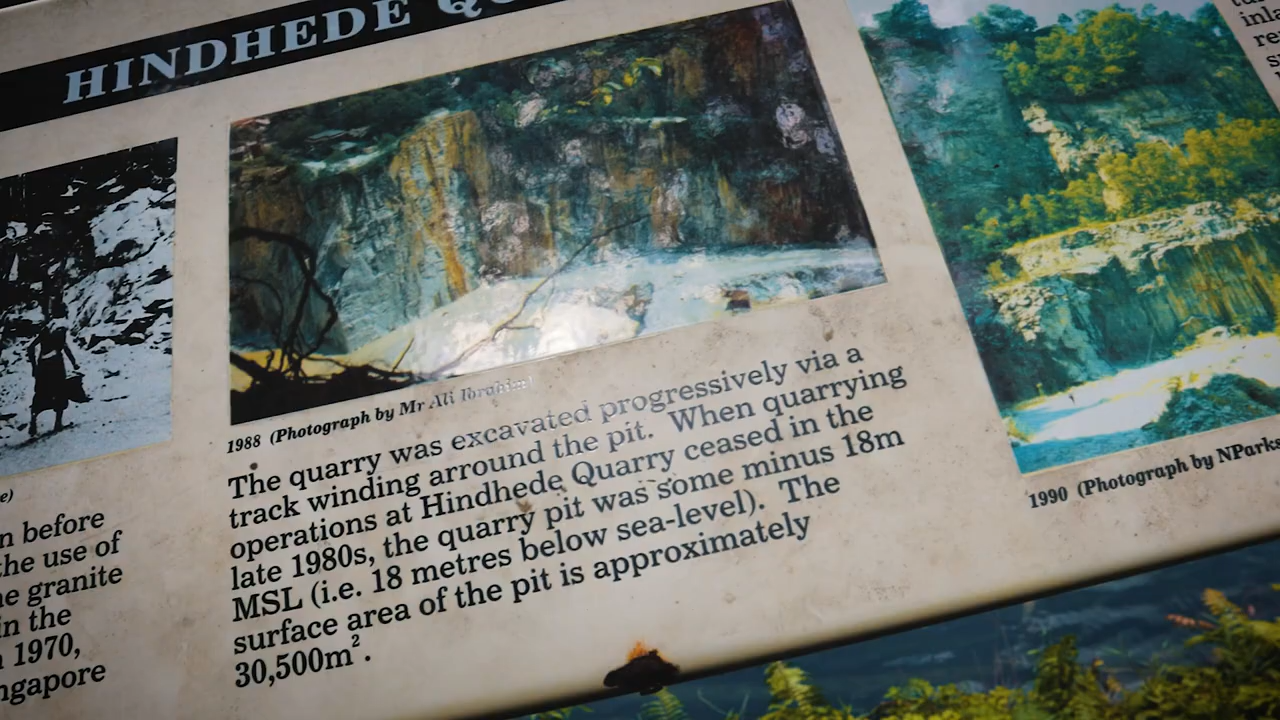 HINDHEDE
e)
n before
the use of
he granite
in the
1970,
ngapore
1988 (Photograph by Mr Ali Ibrahim)
The quarry was excavated progressively via a
track winding arround the pit. When quarrying
operations at Hindhede Quarry ceased in the
late 1980s, the quarry pit was some minus 18m
MSL (i.e. 18 metres below sea-level). The
surface area of the pit is approximately
30,500m².
1990 (Photograph by NParks
inla